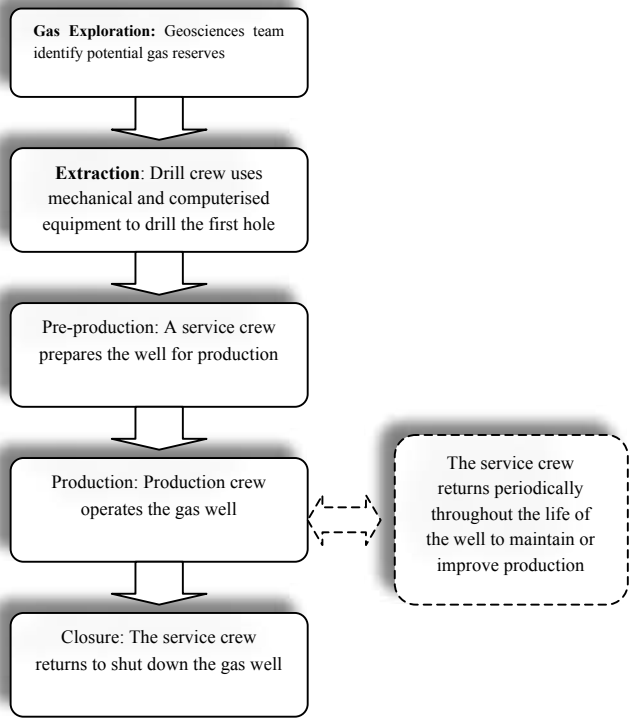 Gas Exploration: Geosciences team
identify potential gas reserves
Extraction: Drill crew uses
mechanical and computerised
equipment to drill the first hole
Pre-production: A service crew
prepares the well for production
Production: Production crew
operates the gas well
The service crew
returns periodically
throughout the life of
the well to maintain or
improve production
Closure: The service crew
returns to shut down the gas well